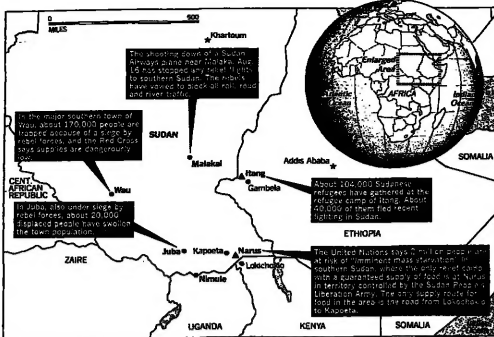 0 500
MILES
Khartoum
The shooting down of a Sudan
Airways plane near Malakal Aug.
16 has stopped any relief flights
to southern Sudan. The rebels
have vowed to block all rail, road
and river traffic.
Enlarged
Area
AFRICA
Indian
Ocean
In the major southern town of
Wau, about 170,000 people are
trapped because of a siege by
rebel forces, and the Red Cross
says supplies are dangerously
low.
SUDAN
Malakal
Addis Ababa
SOMALIA
CENT.
AFRICAN
REPUBLIC
Wau
Itang
Gambela
About 104,000 Sudanese
refugees have gathered at the
refugee camp of Itang. About
40,000 of them fled recent
fighting in Sudan.
In Juba, also under siege by
rebel forces, about 20,000
displaced people have swollen
the town population.
ETHIOPIA
ZAIRE
Juba
Kapoeta
Narus
Lokichokio
Nimule
The United Nations says 2 million people are
at risk of "imminent mass starvation" in
southern Sudan, where the only relief camp
with a guaranteed supply of food is at Narus
in territory controlled by the Sudan People's
Liberation Army. The only supply route for
food in the area is the road from Lokichokio
to Kapoeta.
UGANDA
KENYA
SOMALIA